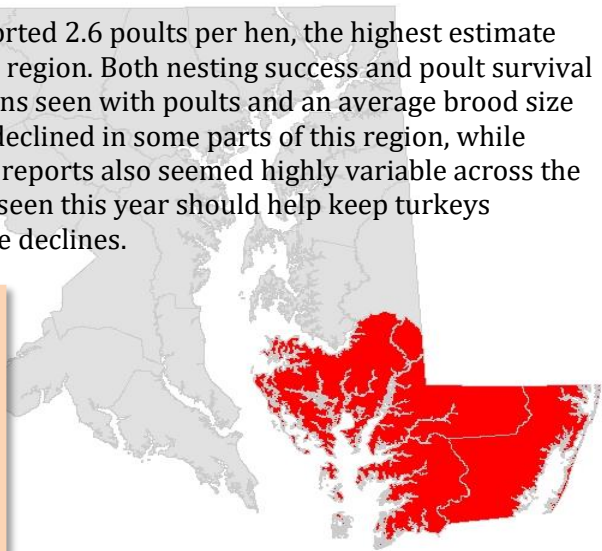 orted 2.6 poults per hen, the highest estimate
region. Both nesting success and poult survival
ns seen with poults and an average brood size
declined in some parts of this region, while
reports also seemed highly variable across the
seen this year should help keep turkeys
e declines.